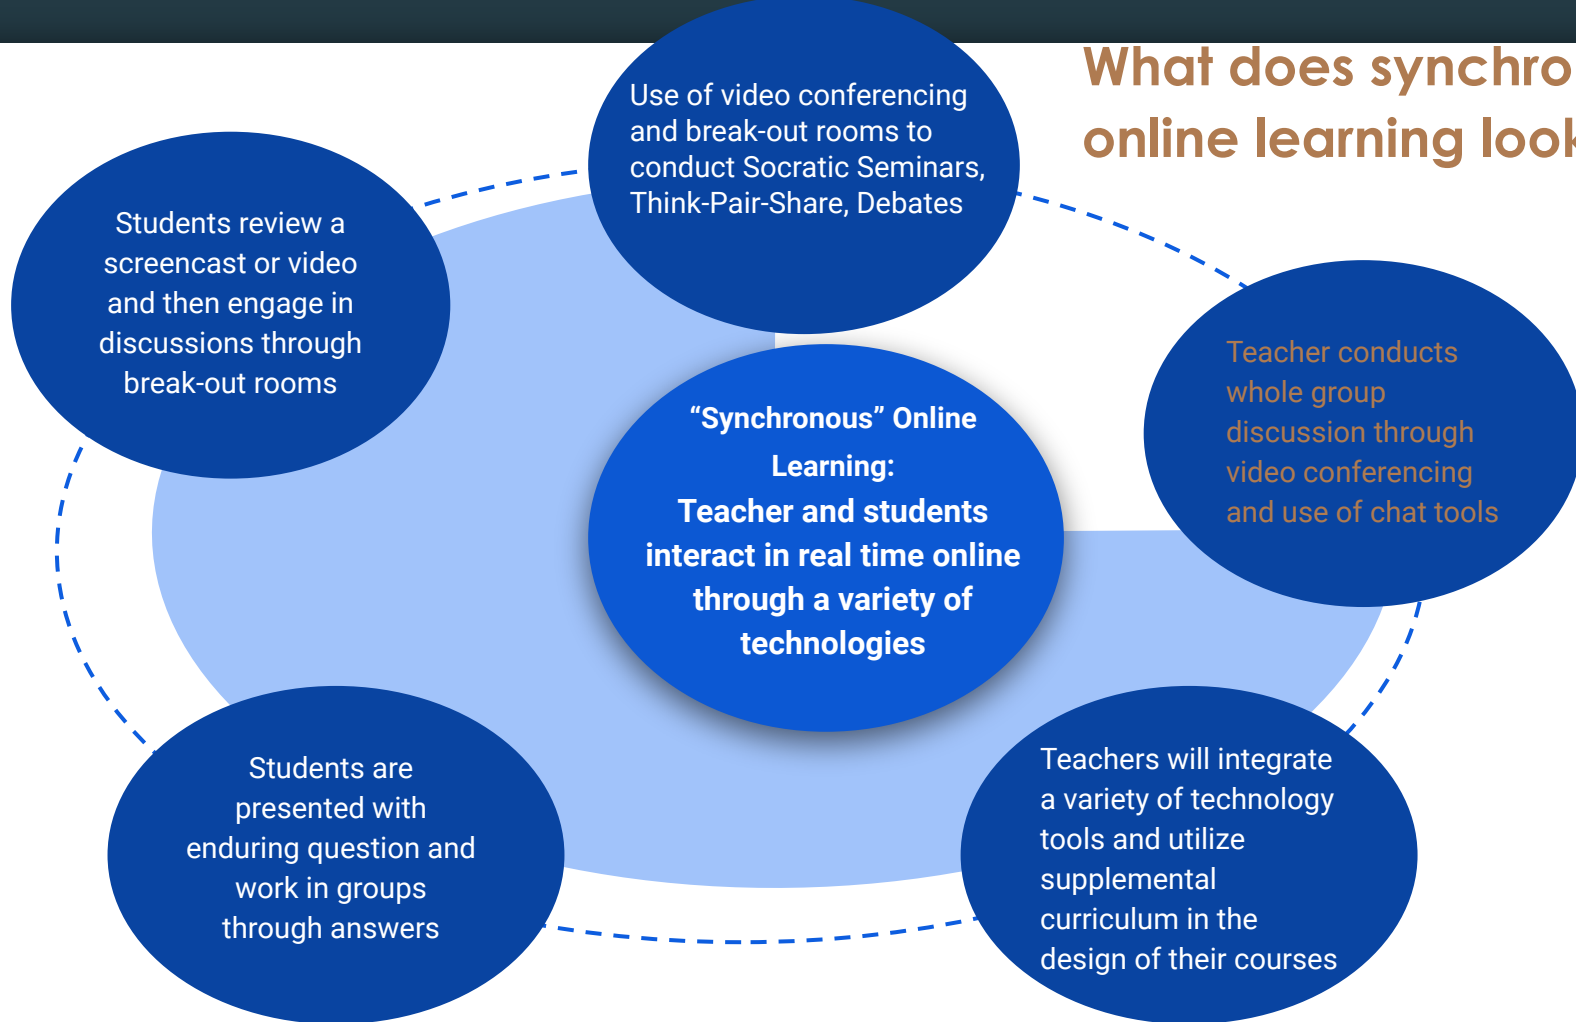 What does synchro
online learning look
Use of video conferencing
and break-out rooms to
conduct Socratic Seminars,
Think-Pair-Share, Debates
Students review a
screencast or video
and then engage in
discussions through
break-out rooms
Teacher conducts
whole group
discussion through
video conferencing
and use of chat tools
“Synchronous” Online
Learning:
Teacher and students
interact in real time online
through a variety of
technologies
Students are
presented with
enduring question and
work in groups
through answers
Teachers will integrate
a variety of technology
tools and utilize
supplemental
curriculum in the
design of their courses